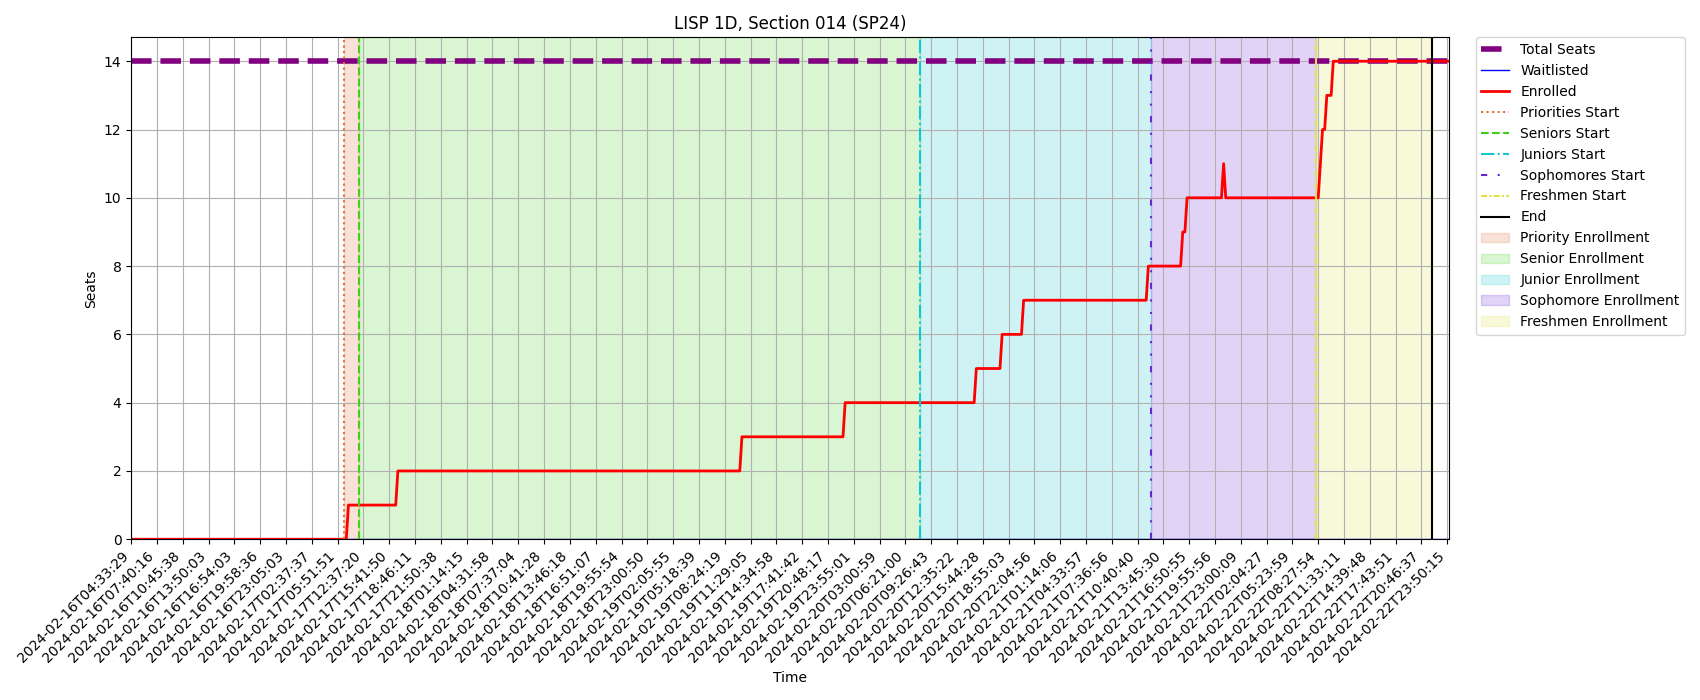 LISP 1D, Section 014 (SP24)
14
12
10
8
6
4
2
0
Seats
2024-02-16T04:33:29
2024-02-16T07:40:16
2024-02-16T10:45:38
2024-02-16T13:50:03
2024-02-16T16:54:03
2024-02-16T19:58:36
2024-02-16T23:05:03
2024-02-17T02:37:37
2024-02-17T05:51:51
2024-02-17T12:37:20
2024-02-17T15:41:50
2024-02-17T18:46:11
2024-02-17T21:50:38
2024-02-18T01:14:15
2024-02-18T04:31:58
2024-02-18T07:37:04
2024-02-18T10:41:28
2024-02-18T13:46:18
2024-02-18T16:51:07
2024-02-18T19:55:54
2024-02-18T23:00:50
2024-02-19T02:05:55
2024-02-19T05:18:39
2024-02-19T08:24:19
2024-02-19T11:29:05
2024-02-19T14:34:58
2024-02-19T17:41:42
2024-02-19T20:48:17
2024-02-19T23:55:01
2024-02-20T03:00:59
2024-02-20T06:21:00
2024-02-20T09:26:43
2024-02-20T12:35:22
2024-02-20T15:44:28
2024-02-20T18:55:03
2024-02-20T22:04:56
2024-02-21T01:14:06
2024-02-21T04:33:57
2024-02-21T07:36:56
2024-02-21T10:40:40
2024-02-21T13:45:30
2024-02-21T16:50:55
2024-02-21T19:55:56
2024-02-21T23:00:09
2024-02-22T02:04:27
2024-02-22T05:23:59
2024-02-22T08:27:54
2024-02-22T11:33:11
2024-02-22T14:39:48
2024-02-22T17:43:51
2024-02-22T20:46:37
2024-02-22T23:50:15
Time
Total Seats
Waitlisted
Enrolled
Priorities Start
Seniors Start
Juniors Start
Sophomores Start
Freshmen Start
End
Priority Enrollment
Senior Enrollment
Junior Enrollment
Sophomore Enrollment
Freshmen Enrollment